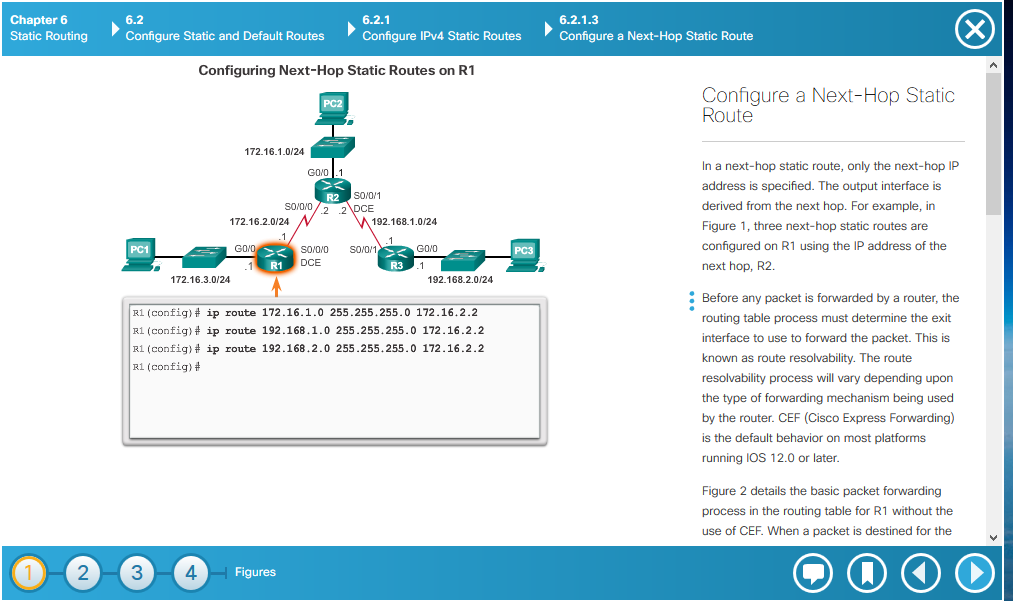 Chapter 6
Static Routing
6.2
Configure Static and Default Routes
6.2.1
Configure IPv4 Static Routes
6.2.1.3
Configure a Next-Hop Static Route
Configuring Next-Hop Static Routes on R1
PC2
172.16.1.0/24
G0/0 .1
R2
S0/0/1
S0/0/0 .2 .2 DCE
172.16.2.0/24
192.168.1.0/24
.1
.1
PC1
G0/0
S0/0/0
S0/0/1
G0/0
PC3
.1
R1
DCE
R3
.1
172.16.3.0/24
192.168.2.0/24
R1(config)# ip route 172.16.1.0 255.255.255.0 172.16.2.2
R1(config)# ip route 192.168.1.0 255.255.255.0 172.16.2.2
R1(config)# ip route 192.168.2.0 255.255.255.0 172.16.2.2
R1(config)#
Configure a Next-Hop Static
Route
In a next-hop static route, only the next-hop IP
address is specified. The output interface is
derived from the next hop. For example, in
Figure 1, three next-hop static routes are
configured on R1 using the IP address of the
next hop, R2.
Before any packet is forwarded by a router, the
routing table process must determine the exit
interface to use to forward the packet. This is
known as route resolvability. The route
resolvability process will vary depending upon
the type of forwarding mechanism being used
by the router. CEF (Cisco Express Forwarding)
is the default behavior on most platforms
running IOS 12.0 or later.
Figure 2 details the basic packet forwarding
process in the routing table for R1 without the
use of CEF. When a packet is destined for the
1 2 3 4 Figures